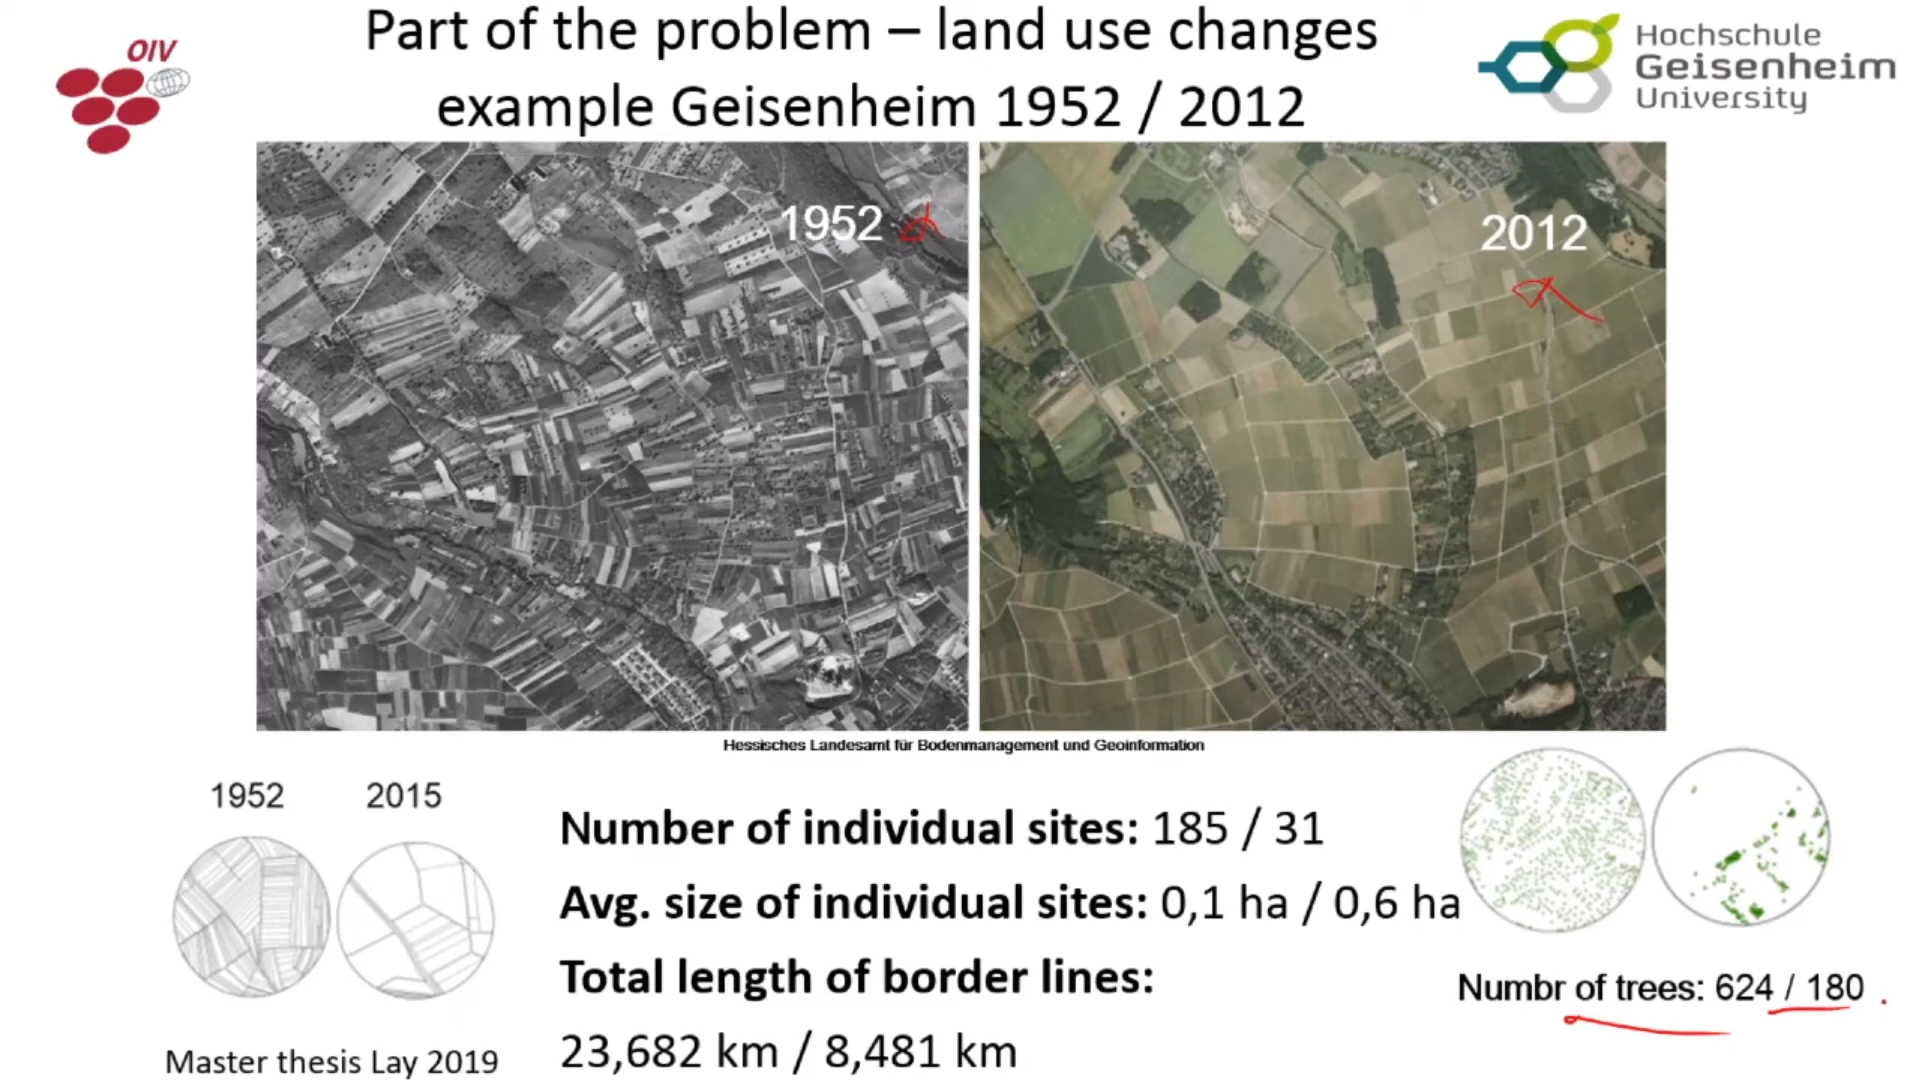 OIV
Part of the problem – land use changes
example Geisenheim 1952 / 2012
Hochschule
Geisenheim
University
1952
2012
Hessisches Landesamt für Bodenmanagement und Geoinformation
1952 2015
Number of individual sites: 185 / 31
Avg. size of individual sites: 0,1 ha / 0,6 ha
Total length of border lines:
23,682 km / 8,481 km
Numbr of trees: 624 / 180
Master thesis Lay 2019